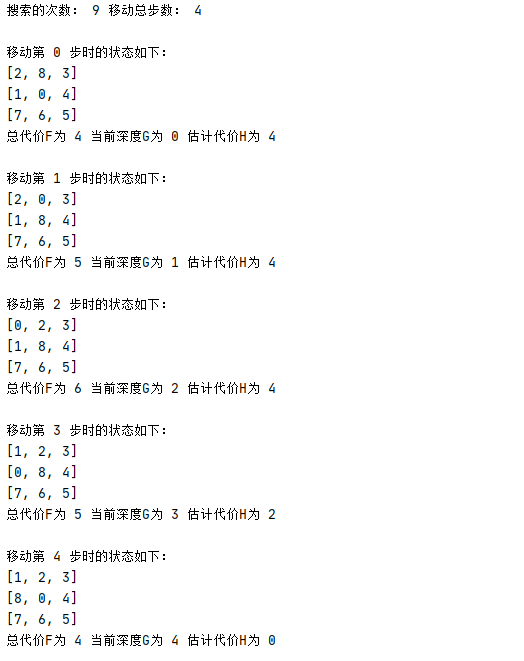 搜索的次数： 9 移动总步数： 4
移动第 0 步时的状态如下：
[2, 8, 3]
[1, 0, 4]
[7, 6, 5]
总代价F为 4 当前深度G为 0 估计代价H为 4
移动第 1 步时的状态如下：
[2, 0, 3]
[1, 8, 4]
[7, 6, 5]
总代价F为 5 当前深度G为 1 估计代价H为 4
移动第 2 步时的状态如下：
[0, 2, 3]
[1, 8, 4]
[7, 6, 5]
总代价F为 6 当前深度G为 2 估计代价H为 4
移动第 3 步时的状态如下：
[1, 2, 3]
[0, 8, 4]
[7, 6, 5]
总代价F为 5 当前深度G为 3 估计代价H为 2
移动第 4 步时的状态如下：
[1, 2, 3]
[8, 0, 4]
[7, 6, 5]
总代价F为 4 当前深度G为 4 估计代价H为 0